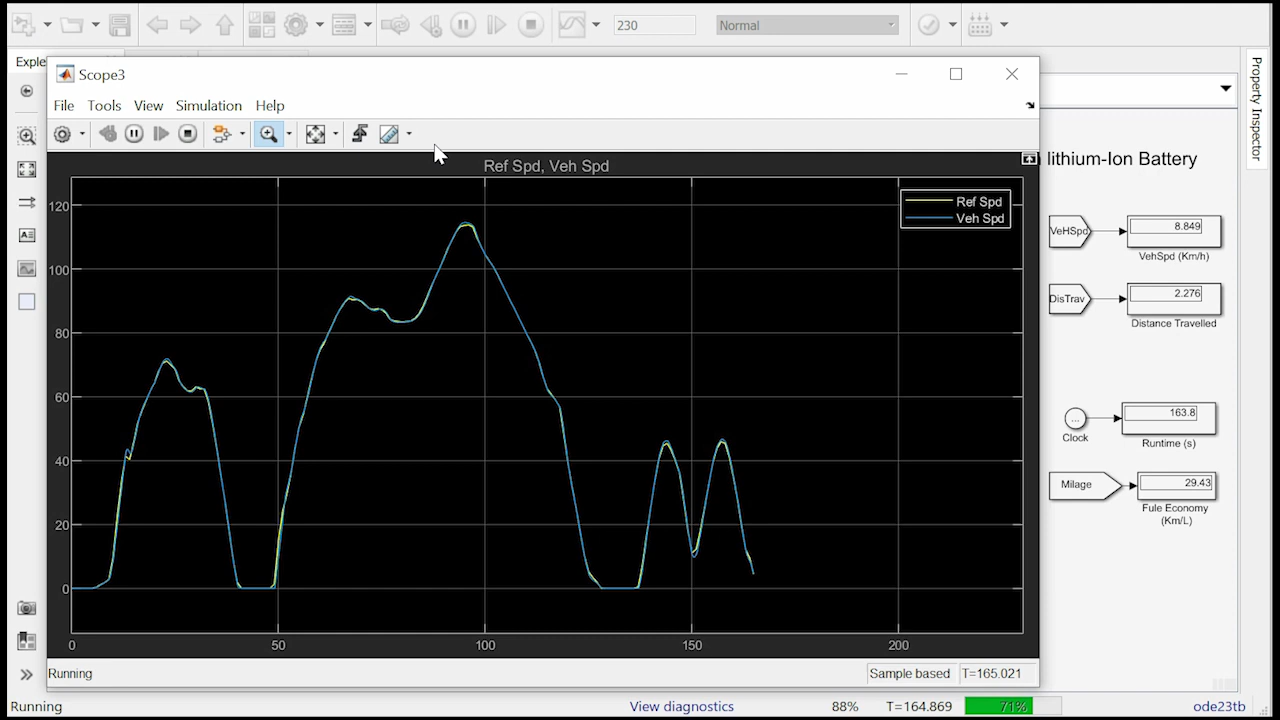 230
Normal
Exple
Scope3
File Tools View Simulation Help
Ref Spd, Veh Spd
Ref Spd
Veh Spd
120
100
80
60
40
20
0
0 50 100 150 200
Running
Sample based
T=165.021
lithium-Ion Battery
VeHSpd
8.849
VehSpd (Km/h)
DisTrav
2.276
Distance Travelled
...
Clock
163.8
Runtime (s)
Milage
29.43
Fule Economy
(Km/L)
Property Inspector
Running
View diagnostics
88%
T=164.869
71%
ode23tb